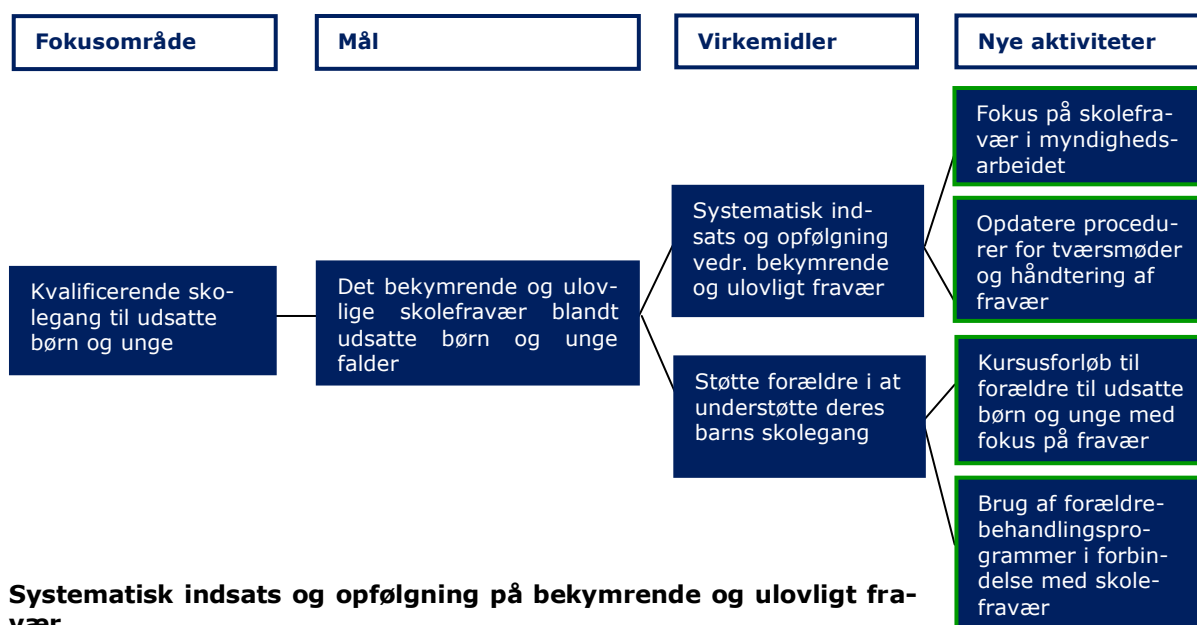 Fokusområde
Mål
Virkemidler
Nye aktiviteter
Kvalificerende sko-
legang til udsatte
børn og unge
Det bekymrende og ulov-
lige skolefravær blandt
udsatte børn og unge
falder
Systematisk ind-
sats og opfølgning
vedr. bekymrende
og ulovligt fravær
Støtte forældre i at
understøtte deres
barns skolegang
Fokus på skolefra-
vær i myndigheds-
arbejdet
Opdatere procedu-
rer for tværsmøder
og håndtering af
fravær
Kursusforløb til
forældre til udsatte
børn og unge med
fokus på fravær
Brug af forældre-
behandlingspro-
grammer i forbin-
delse med skole-
fravær
Systematisk indsats og opfølgning på bekymrende og ulovligt fra-
vær